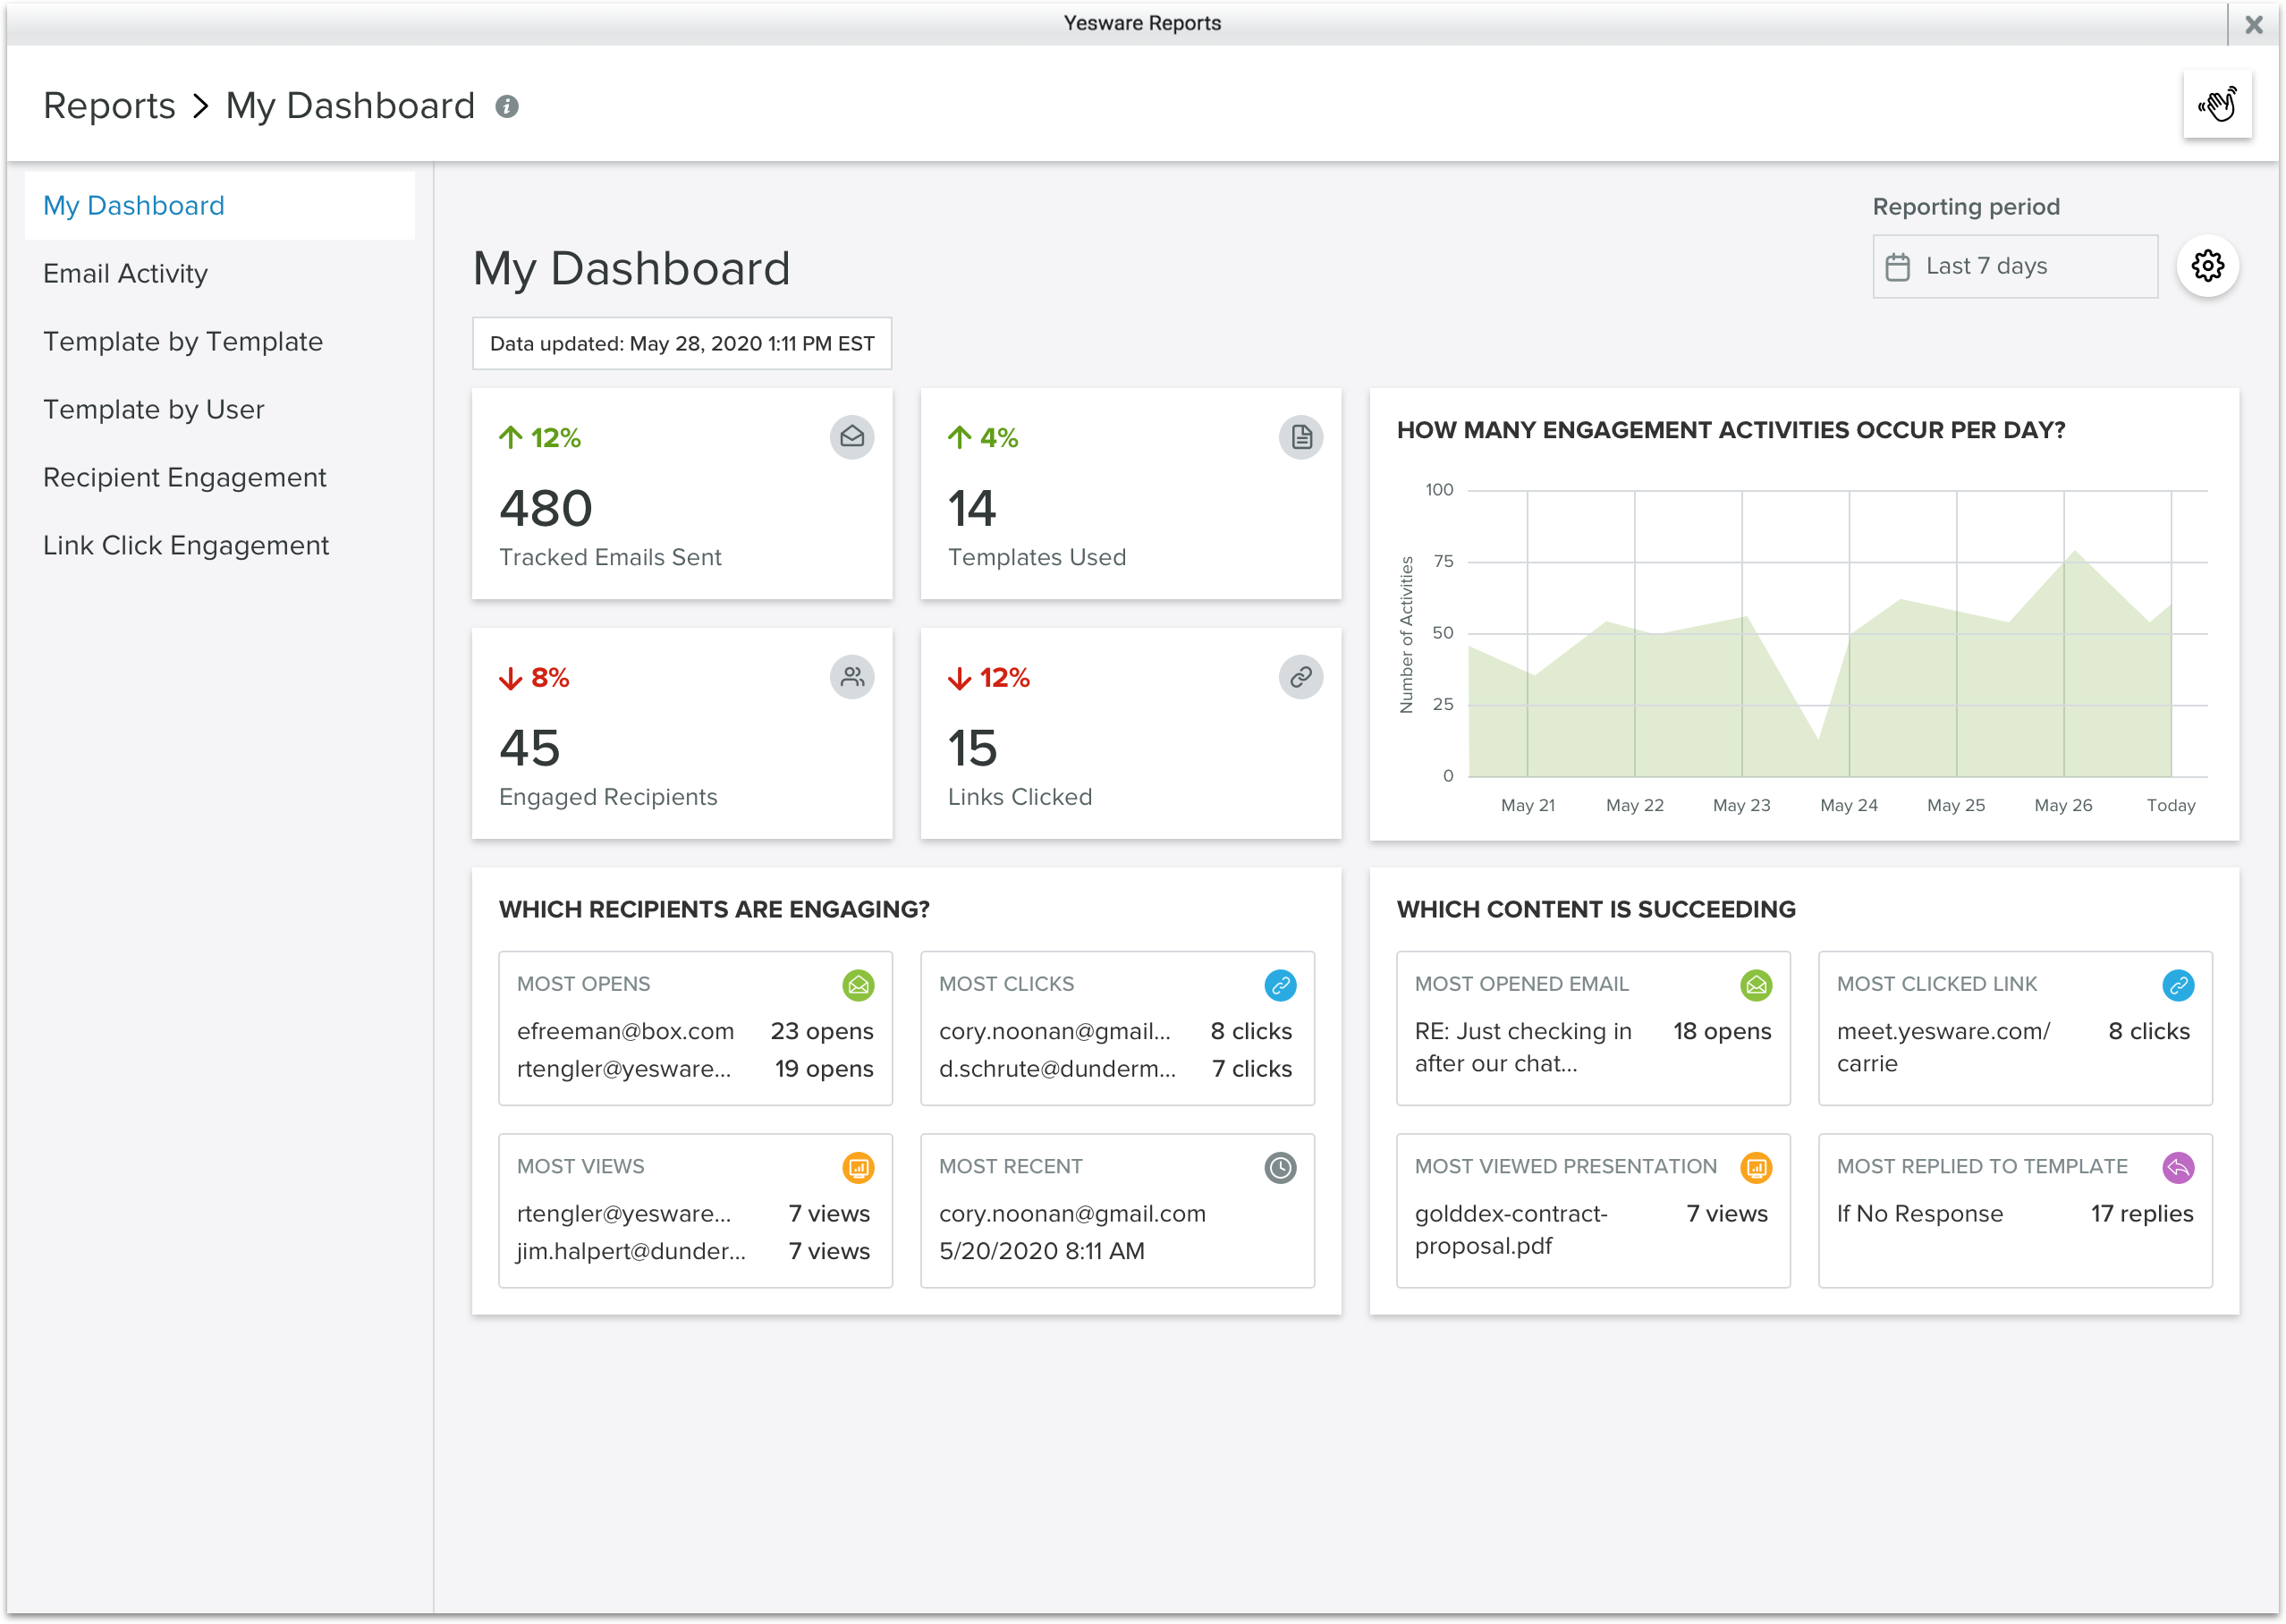 Yesware Reports
Reports > My Dashboard
My Dashboard
Email Activity
Template by Template
Template by User
Recipient Engagement
Link Click Engagement
Reporting period
Last 7 days
My Dashboard
Data updated: May 28, 2020 1:11 PM EST
12%
480
Tracked Emails Sent
4%
14
Templates Used
8%
45
Engaged Recipients
12%
15
Links Clicked
HOW MANY ENGAGEMENT ACTIVITIES OCCUR PER DAY?
Number of Activities
100
75
50
25
0
May 21 May 22 May 23 May 24 May 25 May 26 Today
WHICH RECIPIENTS ARE ENGAGING?
MOST OPENS
efreeman@box.com 23 opens
rtengler@yesware... 19 opens
MOST CLICKS
cory.noonan@gmail... 8 clicks
d.schrute@dunderm... 7 clicks
MOST VIEWS
rtengler@yesware... 7 views
jim.halpert@dunder... 7 views
MOST RECENT
cory.noonan@gmail.com
5/20/2020 8:11 AM
WHICH CONTENT IS SUCCEEDING
MOST OPENED EMAIL
RE: Just checking in 18 opens
after our chat...
MOST CLICKED LINK
meet.yesware.com/ 8 clicks
carrie
MOST VIEWED PRESENTATION
golddex-contract- 7 views
proposal.pdf
MOST REPLIED TO TEMPLATE
If No Response 17 replies